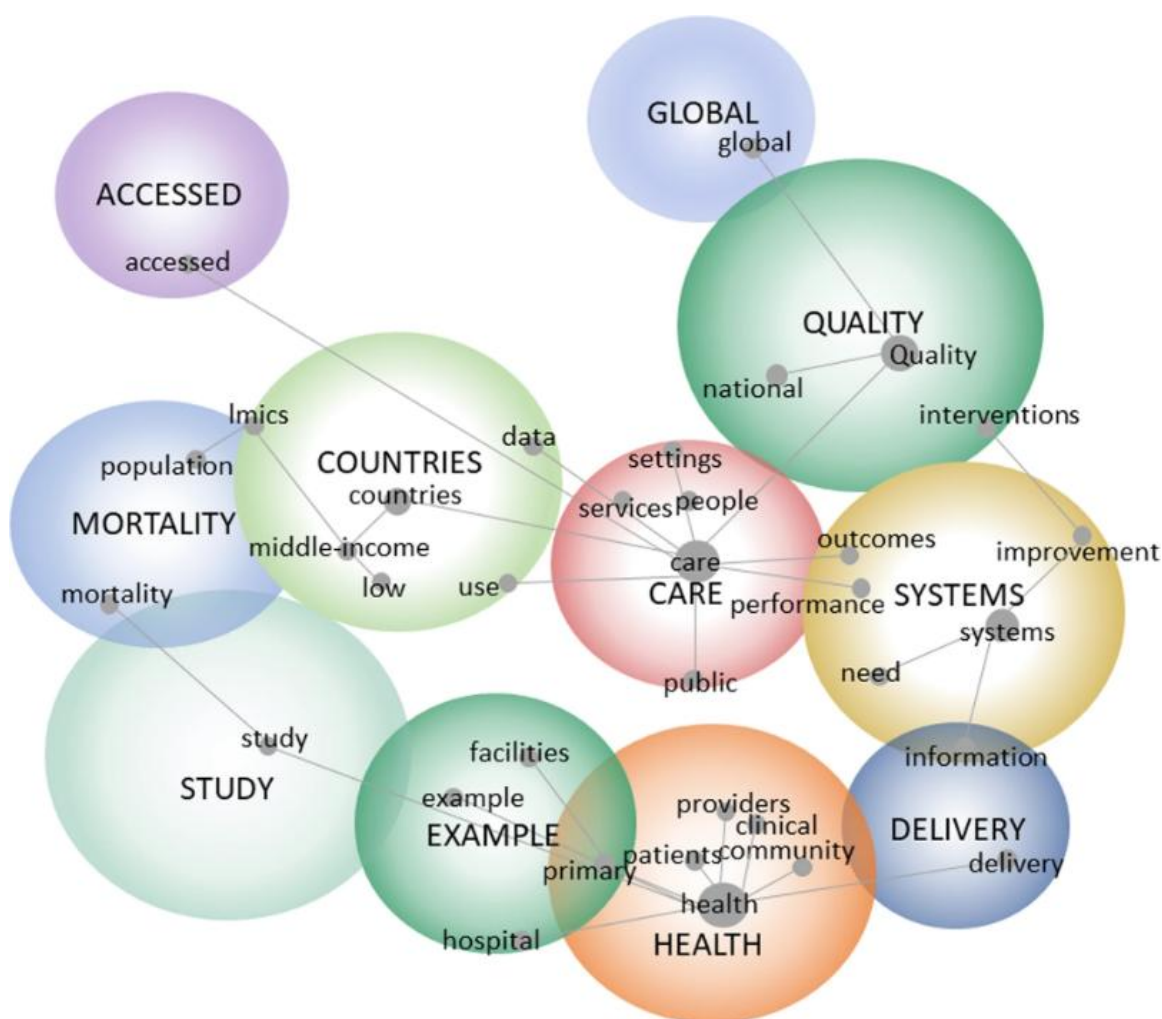 GLOBAL
global
ACCESSED
accessed
QUALITY
Quality
national
interventions
lmics
population
MORTALITY
mortality
COUNTRIES
countries
middle-income
low
data
use
settings
services
people
care
CARE
public
outcomes
performance
improvement
SYSTEMS
systems
need
information
study
STUDY
facilities
example
EXAMPLE
primary
hospital
providers
clinical
patients
community
health
HEALTH
DELIVERY
delivery